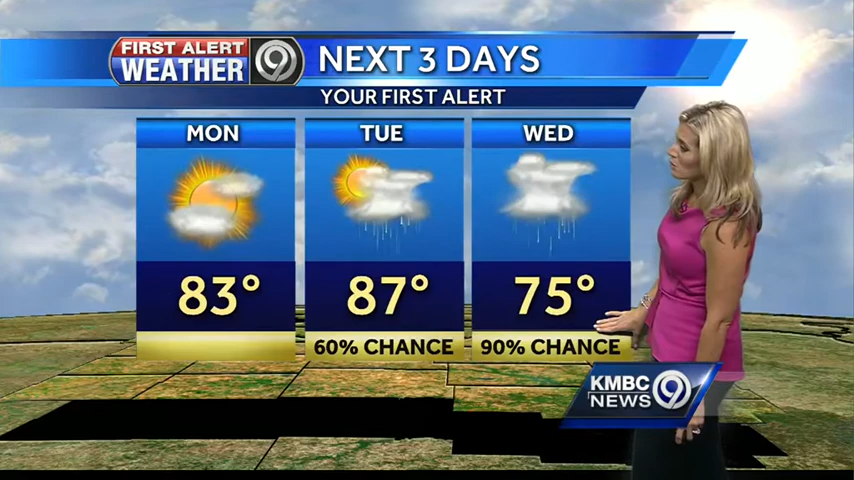 FIRST ALERT
WEATHER 9
NEXT 3 DAYS
YOUR FIRST ALERT
MON TUE WED
83° 87° 75°
60% CHANCE 90% CHANCE
KMBC 9
NEWS